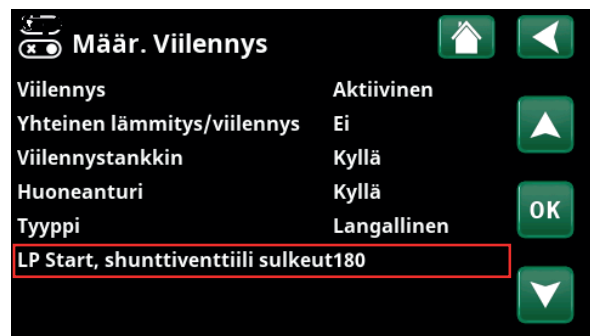 Määr. Viilennys
Viilennys Aktiivinen
Yhteinen lämmitys/viilennys Ei
Viilennystankkin Kyllä
Huoneanturi Kyllä
Tyyppi Langallinen
OK
LP Start, shunttiventtiili sulkeut180